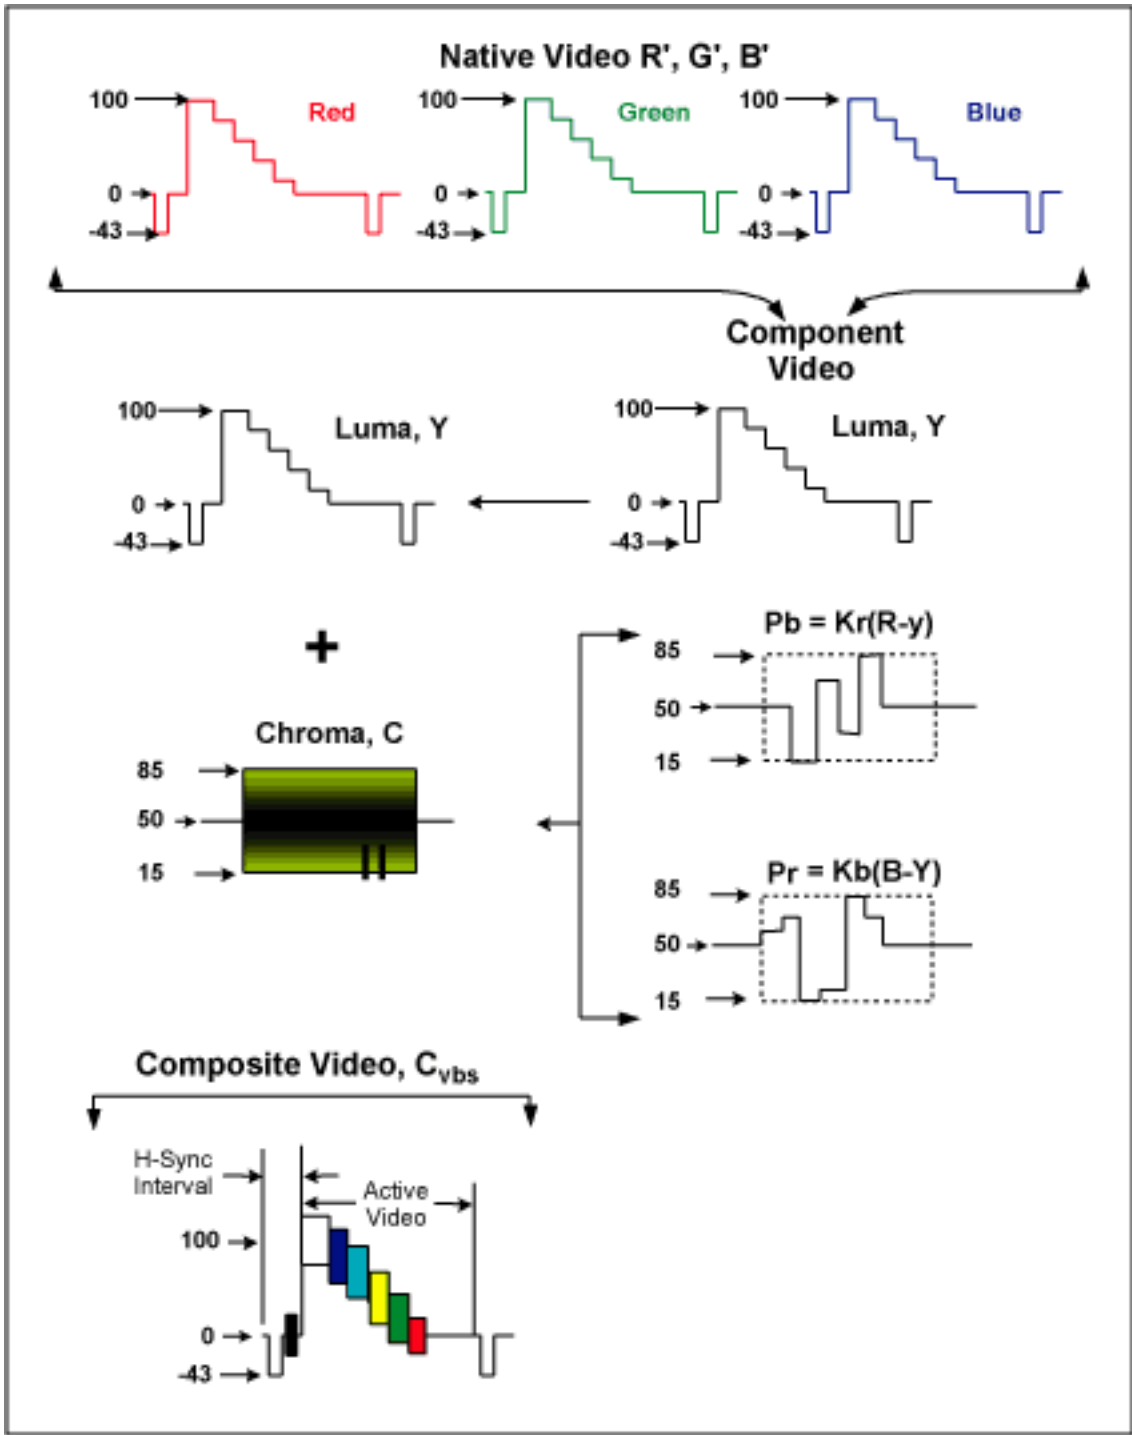 Native Video R', G', B'
100
Red
0
-43
100
Green
0
-43
100
Blue
0
-43
Component
Video
100
Luma, Y
0
-43
100
Luma, Y
0
-43
+
Pb = Kr(R-y)
85
50
15
Chroma, C
85
50
15
Pr = Kb(B-Y)
85
50
15
Composite Video, Cvbs
H-Sync
Interval
Active
Video
100
0
-43